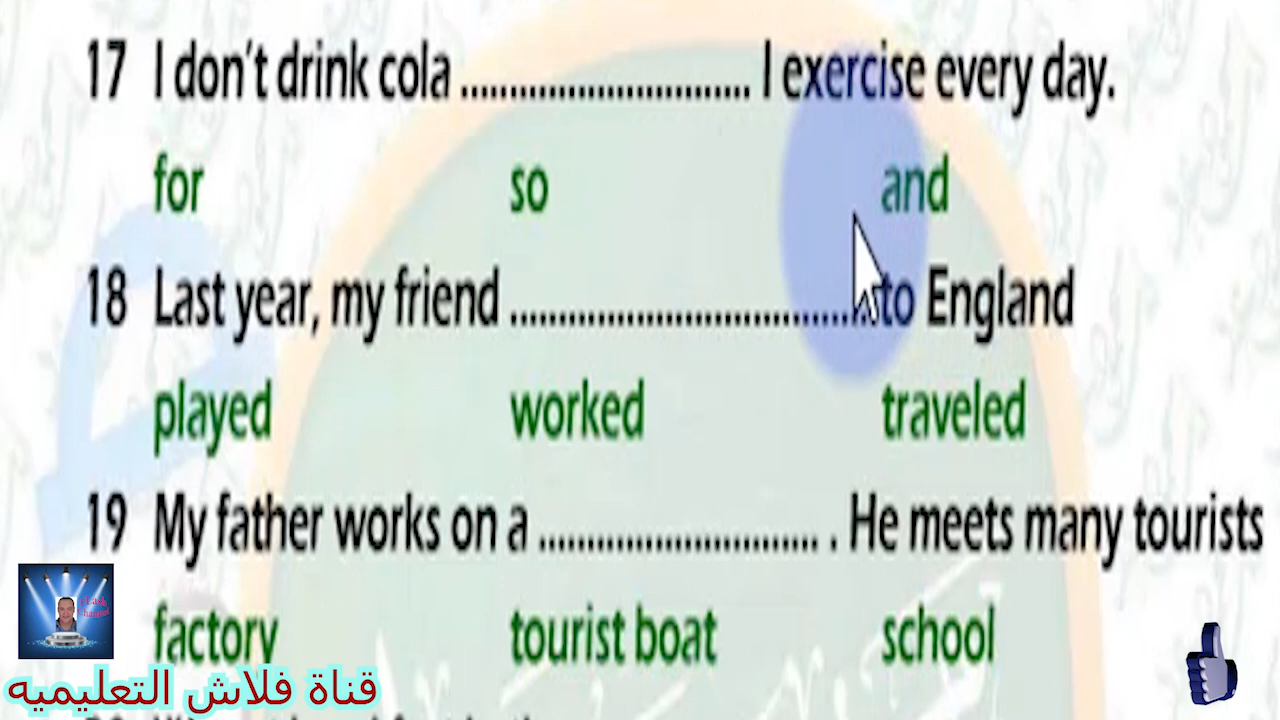 17 I don't drink cola .............................. I exercise every day.
for so and
18 Last year, my friend ......................................to England
played worked traveled
19 My father works on a ............................. . He meets many tourists
factory tourist boat school
قناة فلاش التعليميه